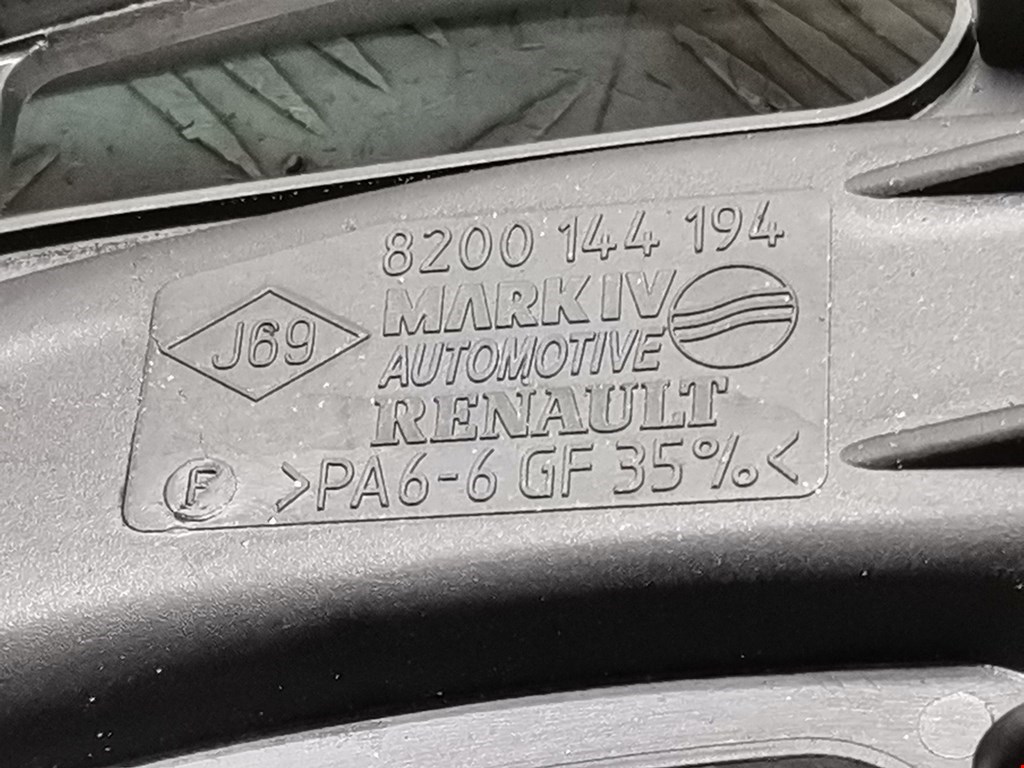 8200 144 194
MARK IV
AUTOMOTIVE
J69
RENAULT
F
>PA6-6 GF 35%<